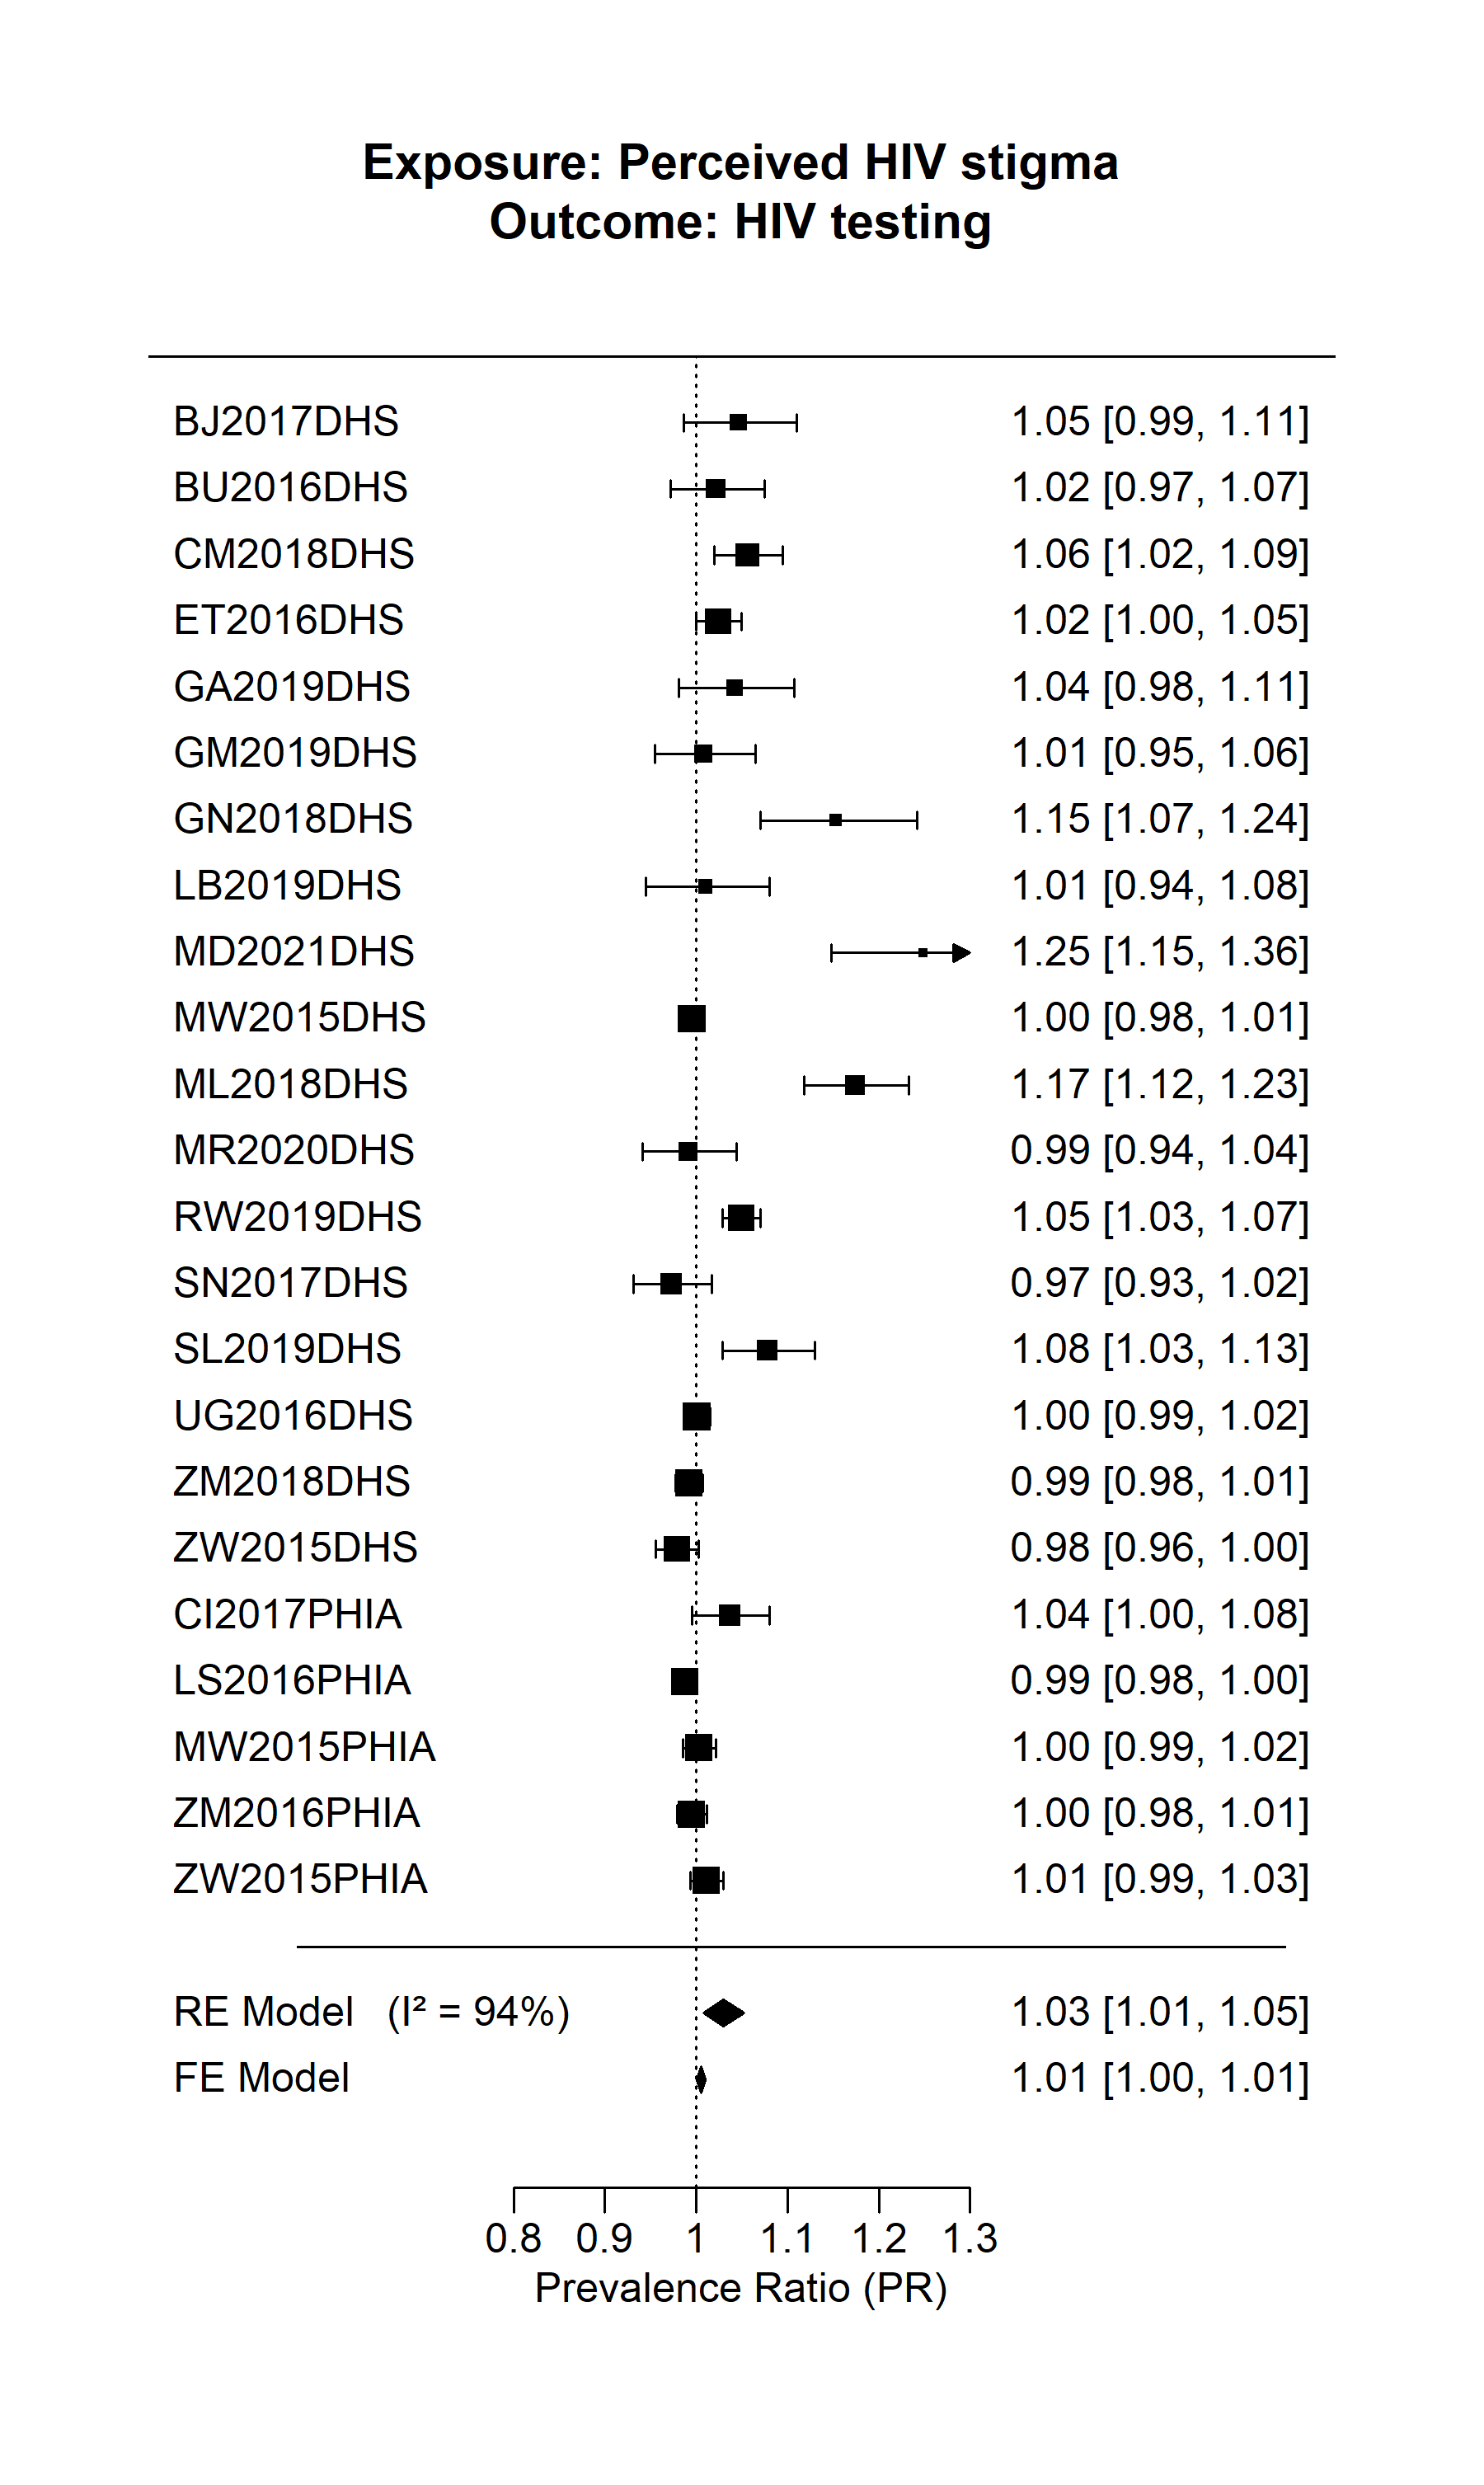 Exposure: Perceived HIV stigma
Outcome: HIV testing
BJ2017DHS 1.05 [0.99, 1.11]
BU2016DHS 1.02 [0.97, 1.07]
CM2018DHS 1.06 [1.02, 1.09]
ET2016DHS 1.02 [1.00, 1.05]
GA2019DHS 1.04 [0.98, 1.11]
GM2019DHS 1.01 [0.95, 1.06]
GN2018DHS 1.15 [1.07, 1.24]
LB2019DHS 1.01 [0.94, 1.08]
MD2021DHS 1.25 [1.15, 1.36]
MW2015DHS 1.00 [0.98, 1.01]
ML2018DHS 1.17 [1.12, 1.23]
MR2020DHS 0.99 [0.94, 1.04]
RW2019DHS 1.05 [1.03, 1.07]
SN2017DHS 0.97 [0.93, 1.02]
SL2019DHS 1.08 [1.03, 1.13]
UG2016DHS 1.00 [0.99, 1.02]
ZM2018DHS 0.99 [0.98, 1.01]
ZW2015DHS 0.98 [0.96, 1.00]
CI2017PHIA 1.04 [1.00, 1.08]
LS2016PHIA 0.99 [0.98, 1.00]
MW2015PHIA 1.00 [0.99, 1.02]
ZM2016PHIA 1.00 [0.98, 1.01]
ZW2015PHIA 1.01 [0.99, 1.03]
RE Model (I² = 94%) 1.03 [1.01, 1.05]
FE Model 1.01 [1.00, 1.01]
0.8 0.9 1 1.1 1.2 1.3
Prevalence Ratio (PR)